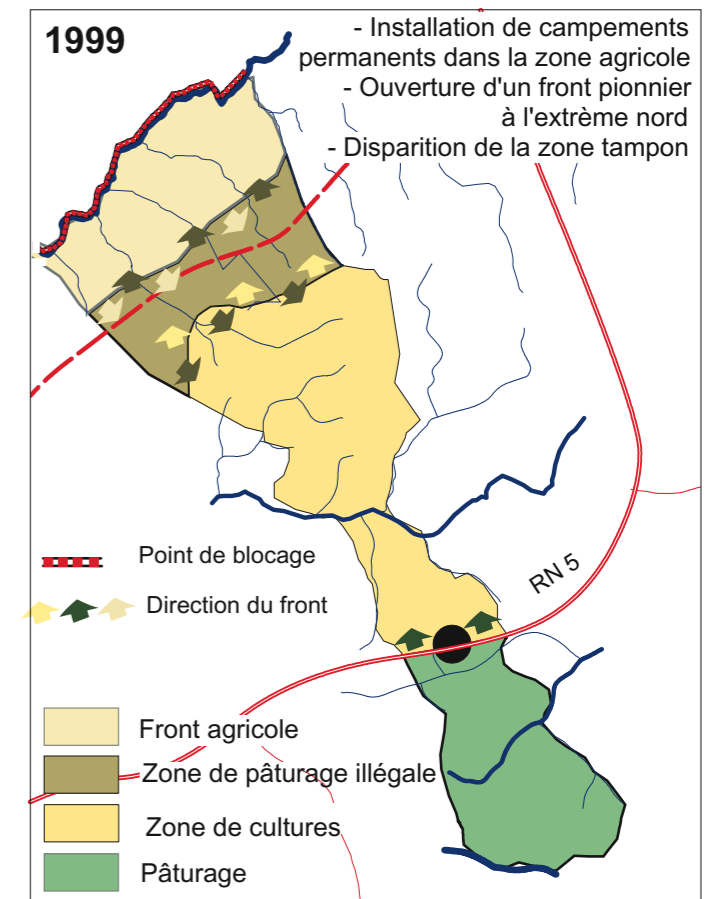 1999
- Installation de campements
permanents dans la zone agricole
- Ouverture d'un front pionnier
à l'extrème nord
- Disparition de la zone tampon
RN 5
Point de blocage
Direction du front
Front agricole
Zone de pâturage illégale
Zone de cultures
Pâturage